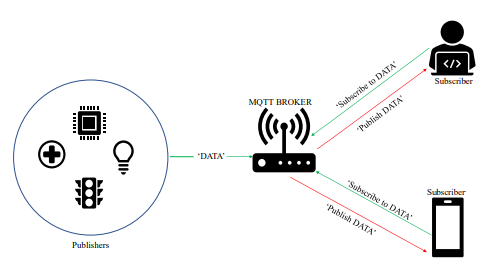 MQTT BROKER
'Subscribe to DATA'
'Publish DATA'
Subscriber
'DATA'
Subscriber
'Subscribe to DATA'
'Publish DATA'
Publishers